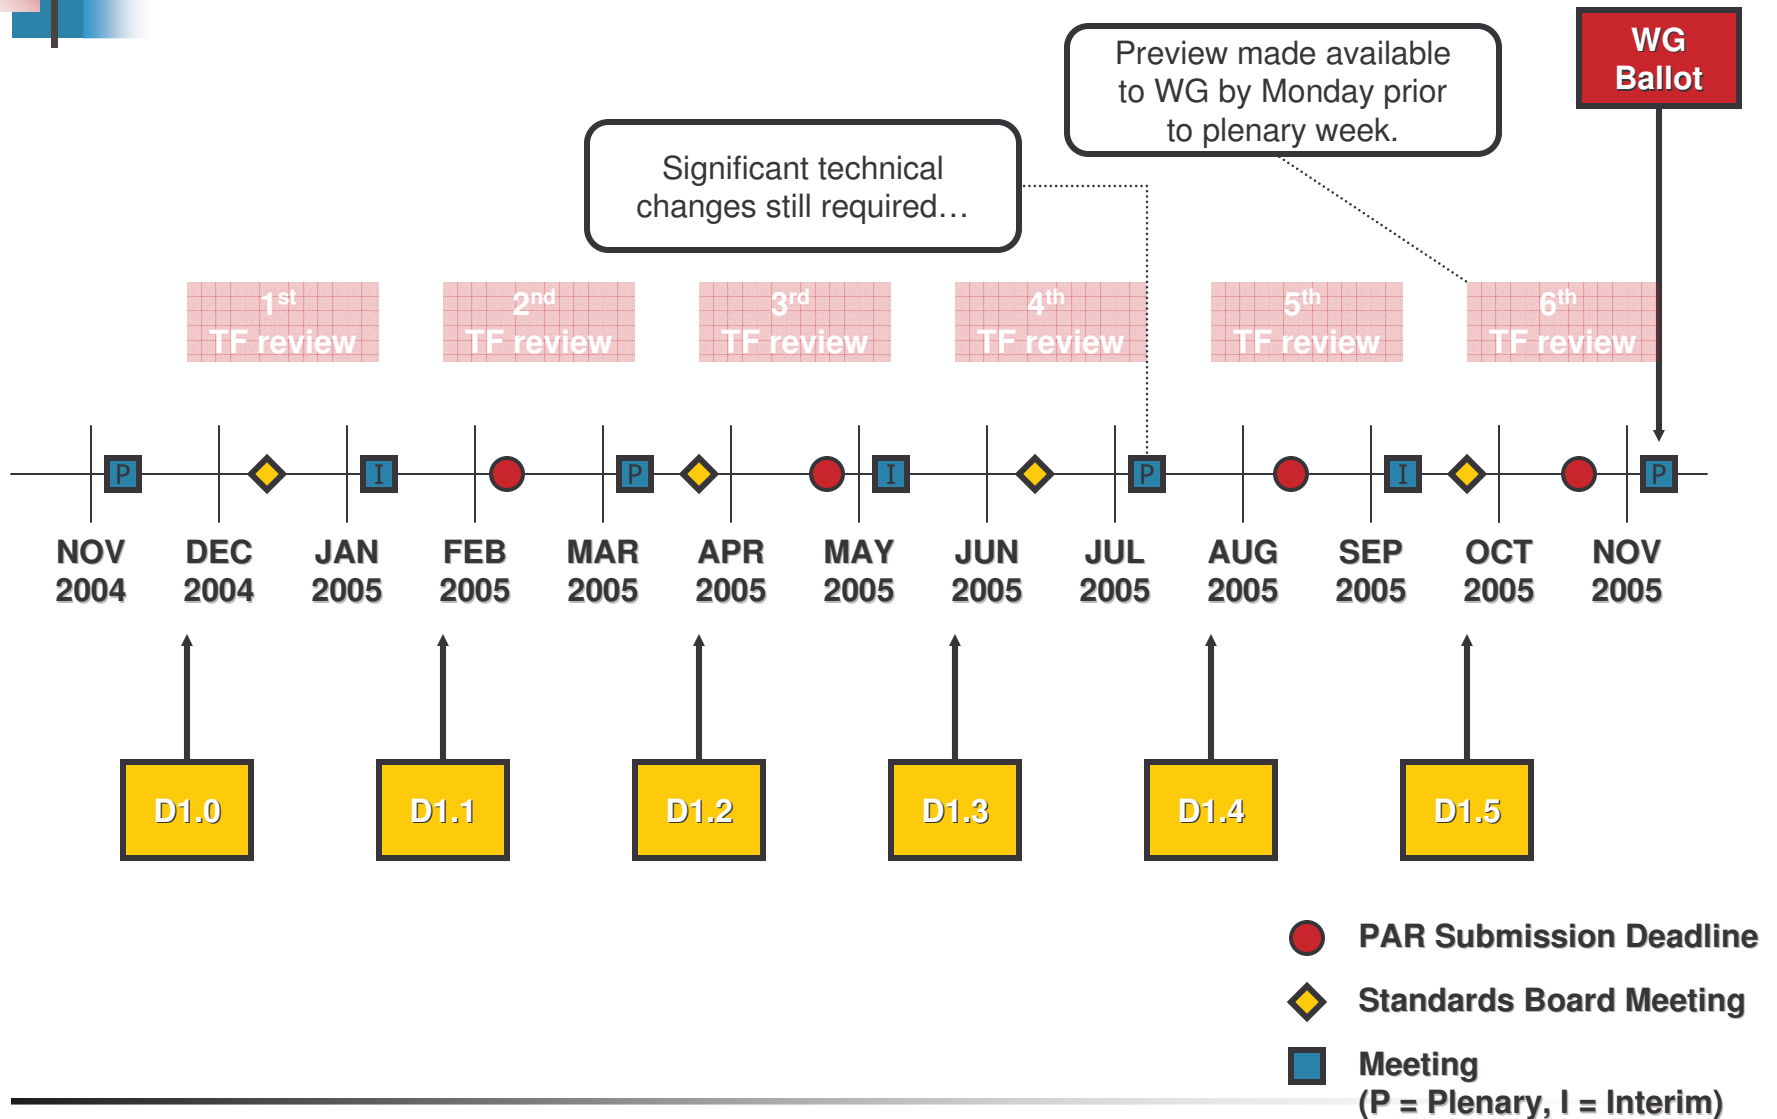 WG
Ballot
Preview made available
to WG by Monday prior
to plenary week.
Significant technical
changes still required…
1st
TF review
2nd
TF review
3rd
TF review
4th
TF review
5th
TF review
6th
TF review
P
I
P
I
P
I
P
NOV
2004
DEC
2004
JAN
2005
FEB
2005
MAR
2005
APR
2005
MAY
2005
JUN
2005
JUL
2005
AUG
2005
SEP
2005
OCT
2005
NOV
2005
D1.0
D1.1
D1.2
D1.3
D1.4
D1.5
PAR Submission Deadline
Standards Board Meeting
Meeting
(P = Plenary, I = Interim)